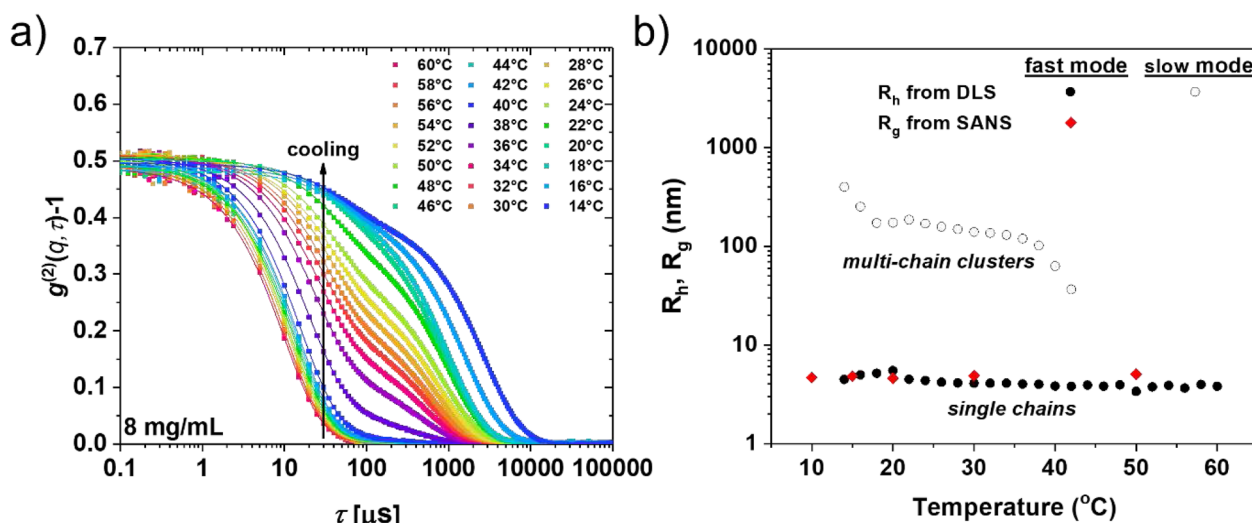 a)
g(2)(q, τ)-1
0.7
0.6
0.5
0.4
0.3
0.2
0.1
0.0
60°C 44°C 28°C
58°C 42°C 26°C
56°C 40°C 24°C
54°C 38°C 22°C
52°C 36°C 20°C
50°C 34°C 18°C
48°C 32°C 16°C
46°C 30°C 14°C
cooling
8 mg/mL
0.1 1 10 100 1000 10000 100000
τ [μs]
b)
Rh, Rg (nm)
10000
1000
100
10
1
fast mode slow mode
Rh from DLS
Rg from SANS
multi-chain clusters
single chains
10 20 30 40 50 60
Temperature (°C)